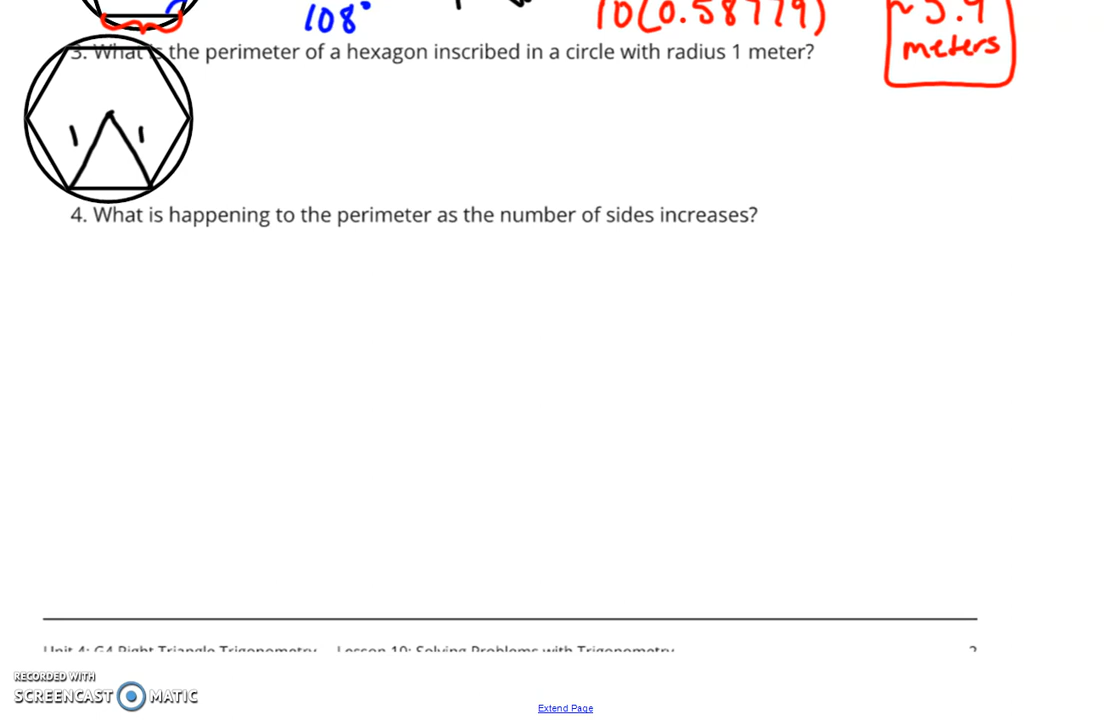 108°
10(0.58779)
~5.9
meters
3. What is the perimeter of a hexagon inscribed in a circle with radius 1 meter?
1 1
4. What is happening to the perimeter as the number of sides increases?
Unit 4: G4 Right Triangle Trigonometry Lesson 10: Solving Problems with Trigonometry 2
RECORDED WITH
SCREENCAST MATIC
Extend Page